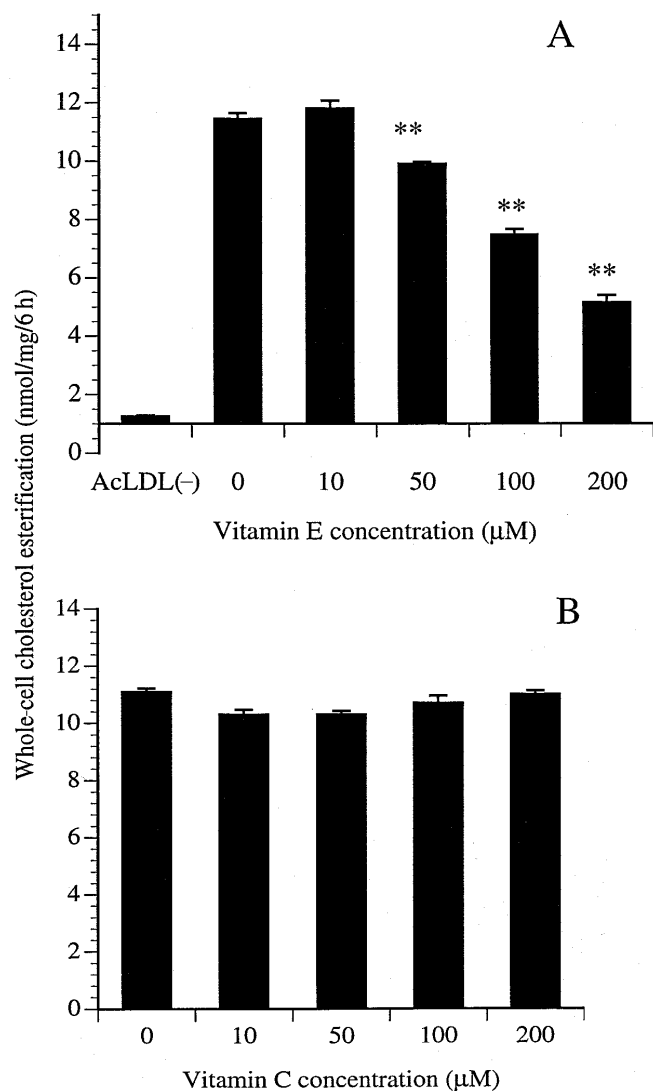 A
14
12
10
8
6
4
2
0
**
**
**
AcLDL(–) 0 10 50 100 200
Vitamin E concentration (μM)
Whole-cell cholesterol esterification (nmol/mg/6 h)
B
14
12
10
8
6
4
2
0
0 10 50 100 200
Vitamin C concentration (μM)